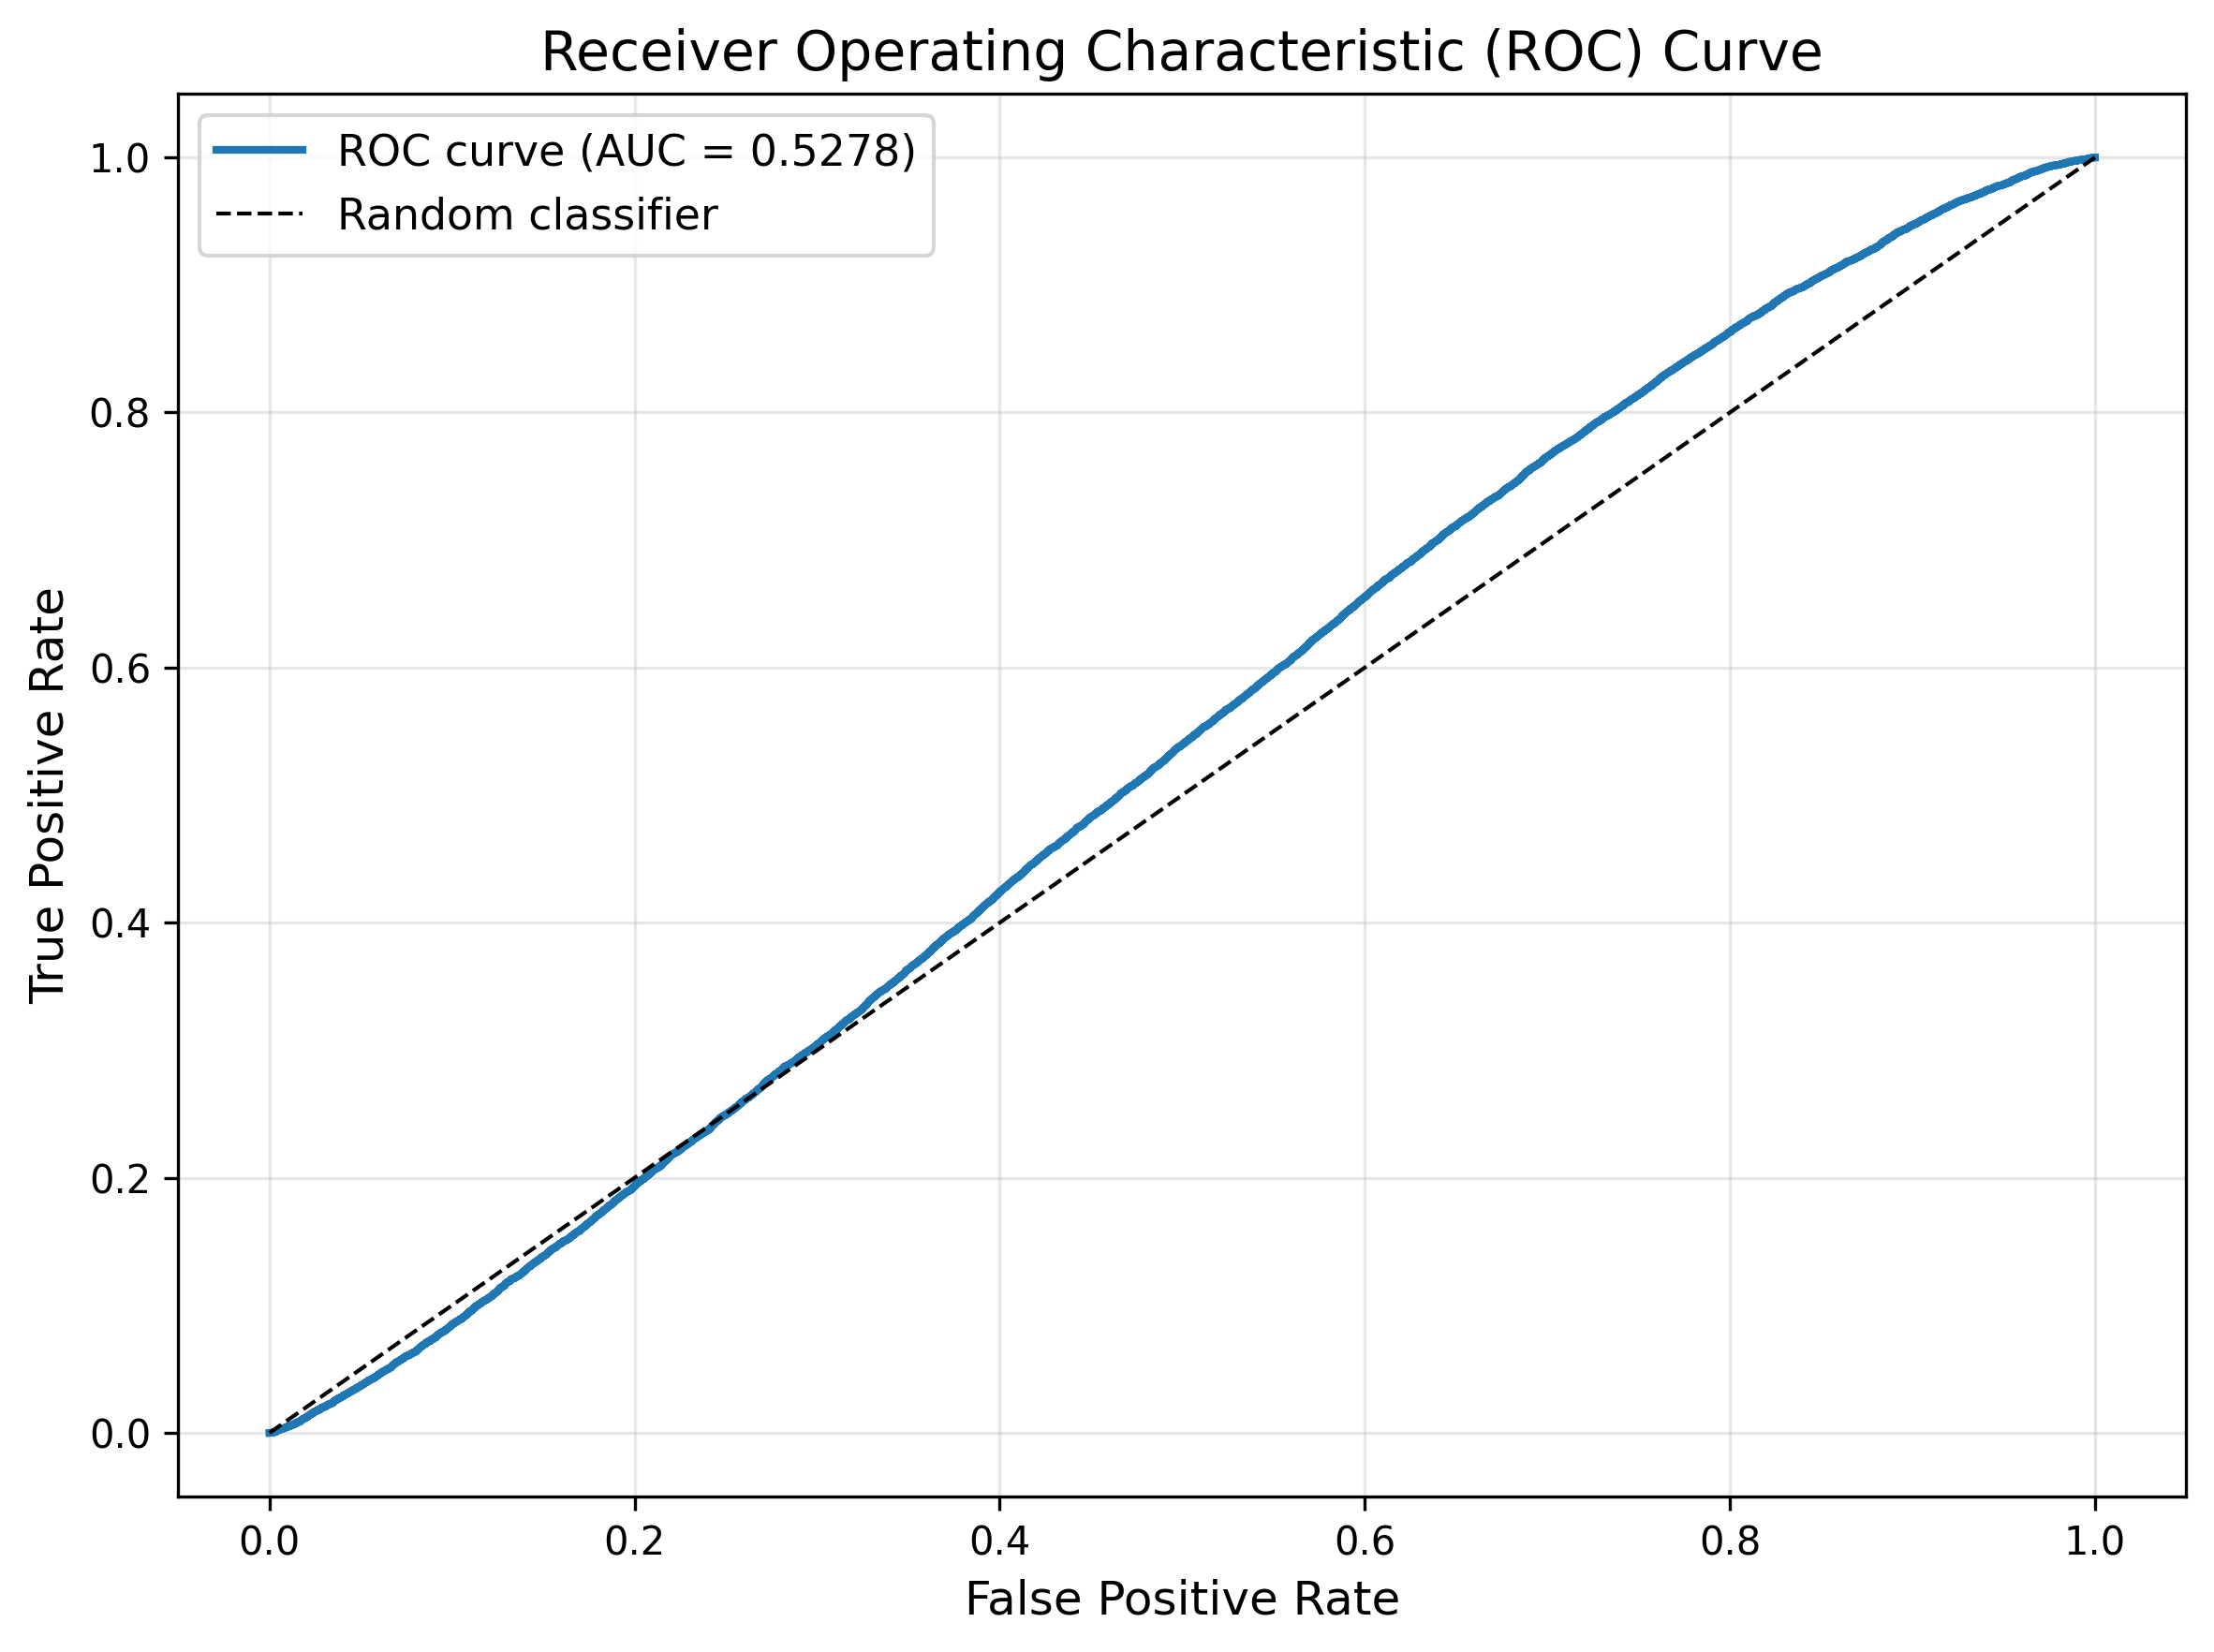 Receiver Operating Characteristic (ROC) Curve
ROC curve (AUC = 0.5278)
Random classifier
1.0
0.8
0.6
0.4
0.2
0.0
True Positive Rate
0.0 0.2 0.4 0.6 0.8 1.0
False Positive Rate